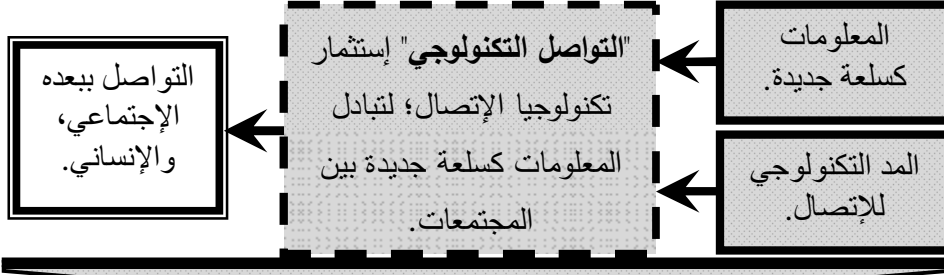 المعلومات
كسلعة جديدة.
المد التكنولوجي
للإتصال.
"التواصل التكنولوجي" إستثمار
تكنولوجيا الإتصال؛ لتبادل
المعلومات كسلعة جديدة بين
المجتمعات.
التواصل ببعده
الإجتماعي،
والإنساني.